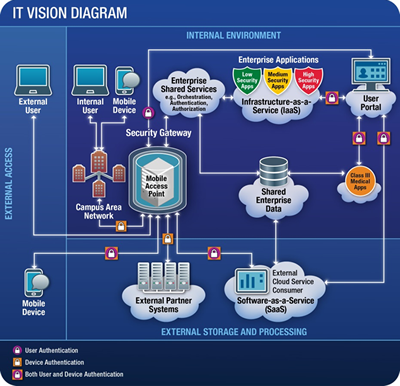 IT VISION DIAGRAM
INTERNAL ENVIRONMENT
EXTERNAL ACCESS
External
User
Internal
User
Mobile
Device
Enterprise
Shared Services
e.g., Orchestration,
Authentication,
Authorization
Enterprise Applications
Low
Security
Apps
Medium
Security
Apps
High
Security
Apps
Infrastructure-as-a-
Service (IaaS)
User
Portal
Security Gateway
Mobile
Access
Point
Campus Area
Network
Shared
Enterprise
Data
Class III
Medical
Apps
Mobile
Device
External Partner
Systems
External
Cloud Service
Consumer
Software-as-a-Service
(SaaS)
EXTERNAL STORAGE AND PROCESSING
User Authentication
Device Authentication
Both User and Device Authentication